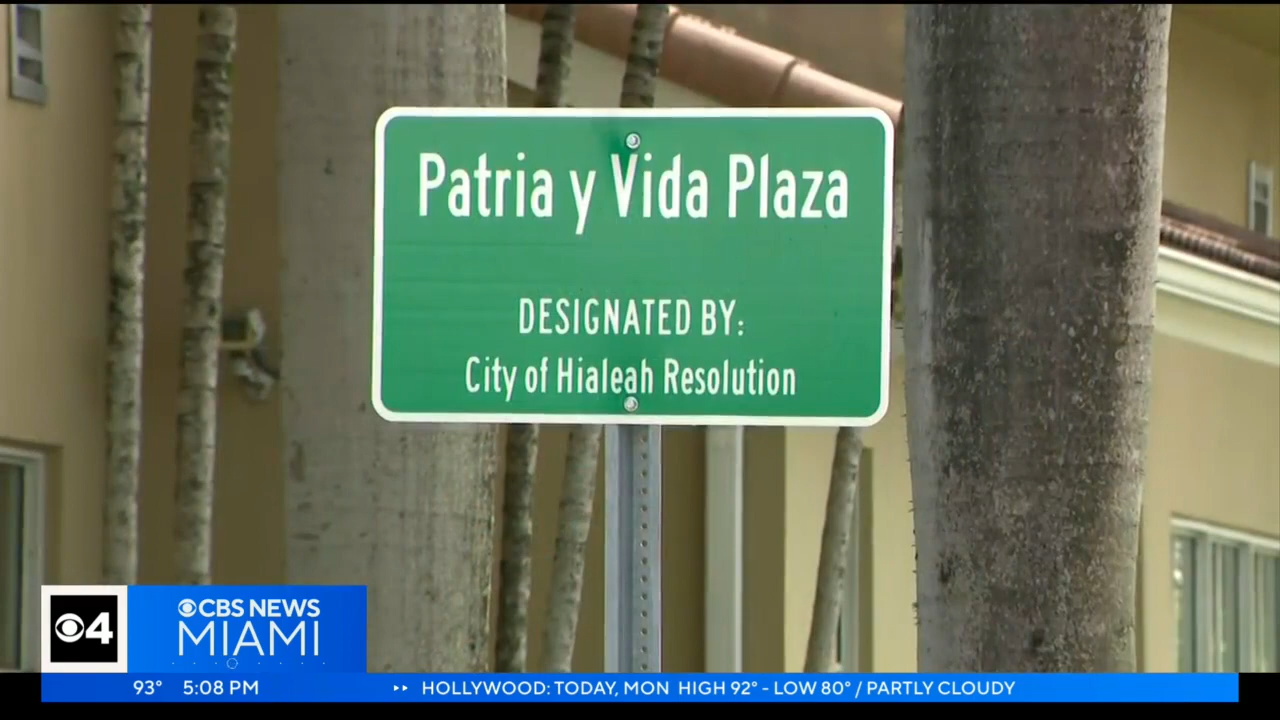 Patria y Vida Plaza
DESIGNATED BY:
City of Hialeah Resolution
4
CBS NEWS
MIAMI
93° 5:08 PM HOLLYWOOD: TODAY, MON HIGH 92° - LOW 80° / PARTLY CLOUDY